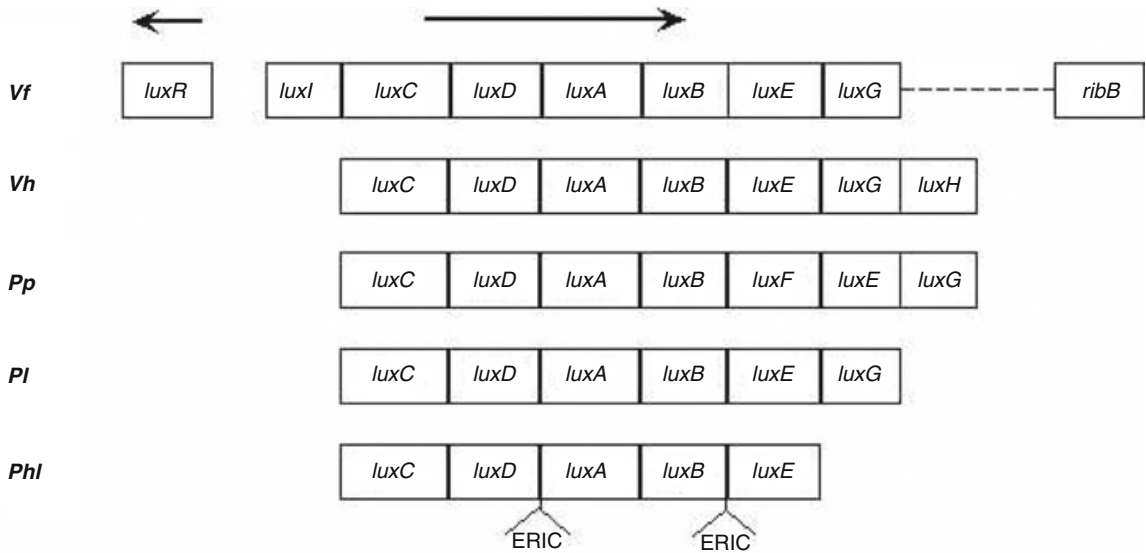 Vf luxR luxI luxC luxD luxA luxB luxE luxG ribB
Vh luxC luxD luxA luxB luxE luxG luxH
Pp luxC luxD luxA luxB luxF luxE luxG
Pl luxC luxD luxA luxB luxE luxG
Phl luxC luxD luxA luxB luxE
ERIC ERIC